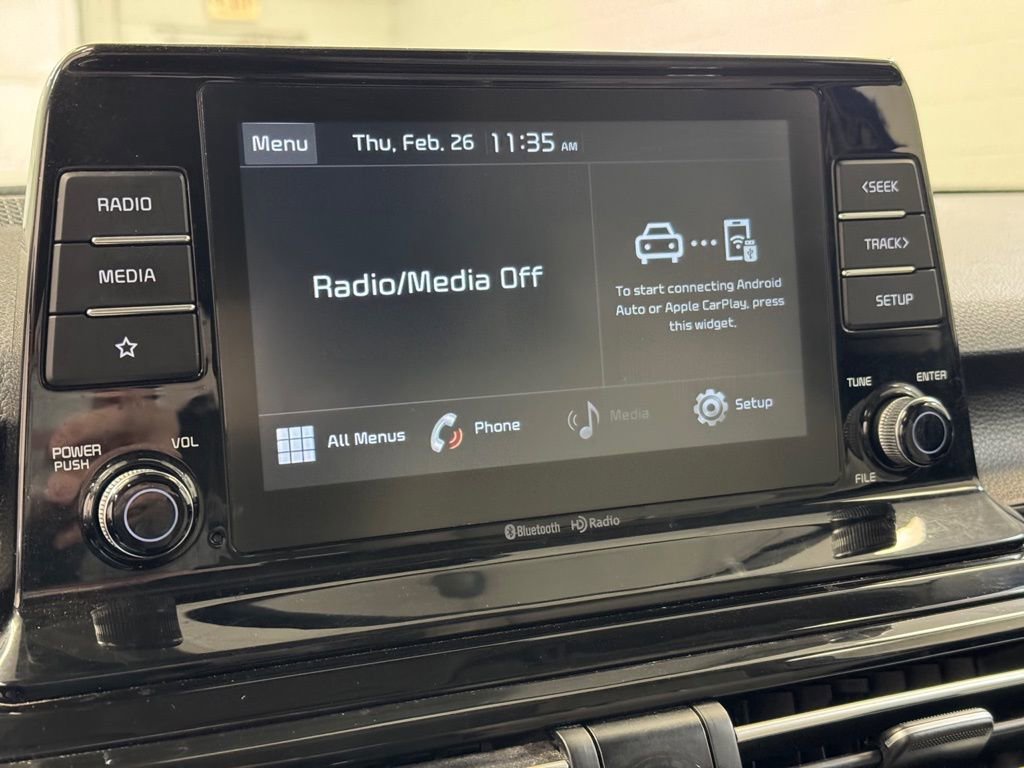 Menu
Thu, Feb. 26 11:35 AM
RADIO
MEDIA
Radio/Media Off
To start connecting Android
Auto or Apple CarPlay, press
this widget.
<SEEK
TRACK>
SETUP
All Menus
Phone
Media
Setup
POWER
PUSH
VOL
TUNE
ENTER
FILE
Bluetooth
HD Radio